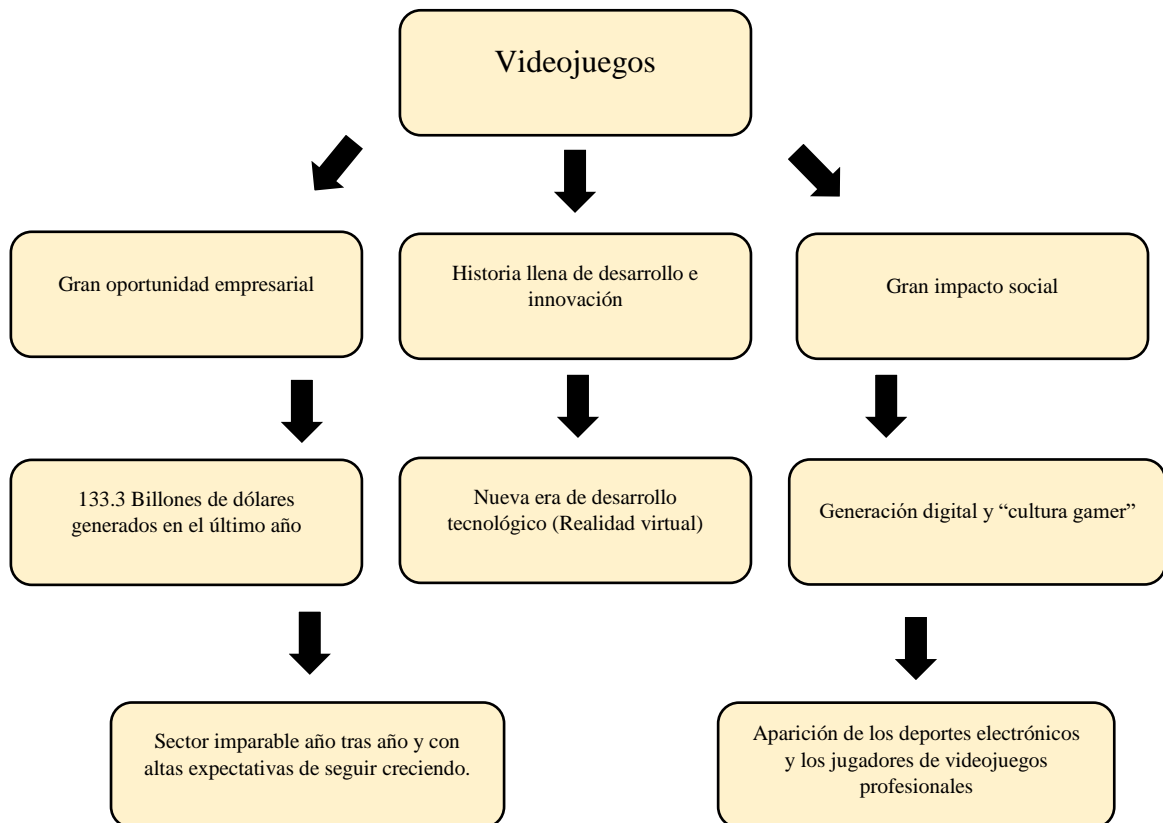 Videojuegos
Gran oportunidad empresarial
Historia llena de desarrollo e
innovación
Gran impacto social
133.3 Billones de dólares
generados en el último año
Nueva era de desarrollo
tecnológico (Realidad virtual)
Generación digital y “cultura gamer”
Sector imparable año tras año y con
altas expectativas de seguir creciendo.
Aparición de los deportes electrónicos
y los jugadores de videojuegos
profesionales